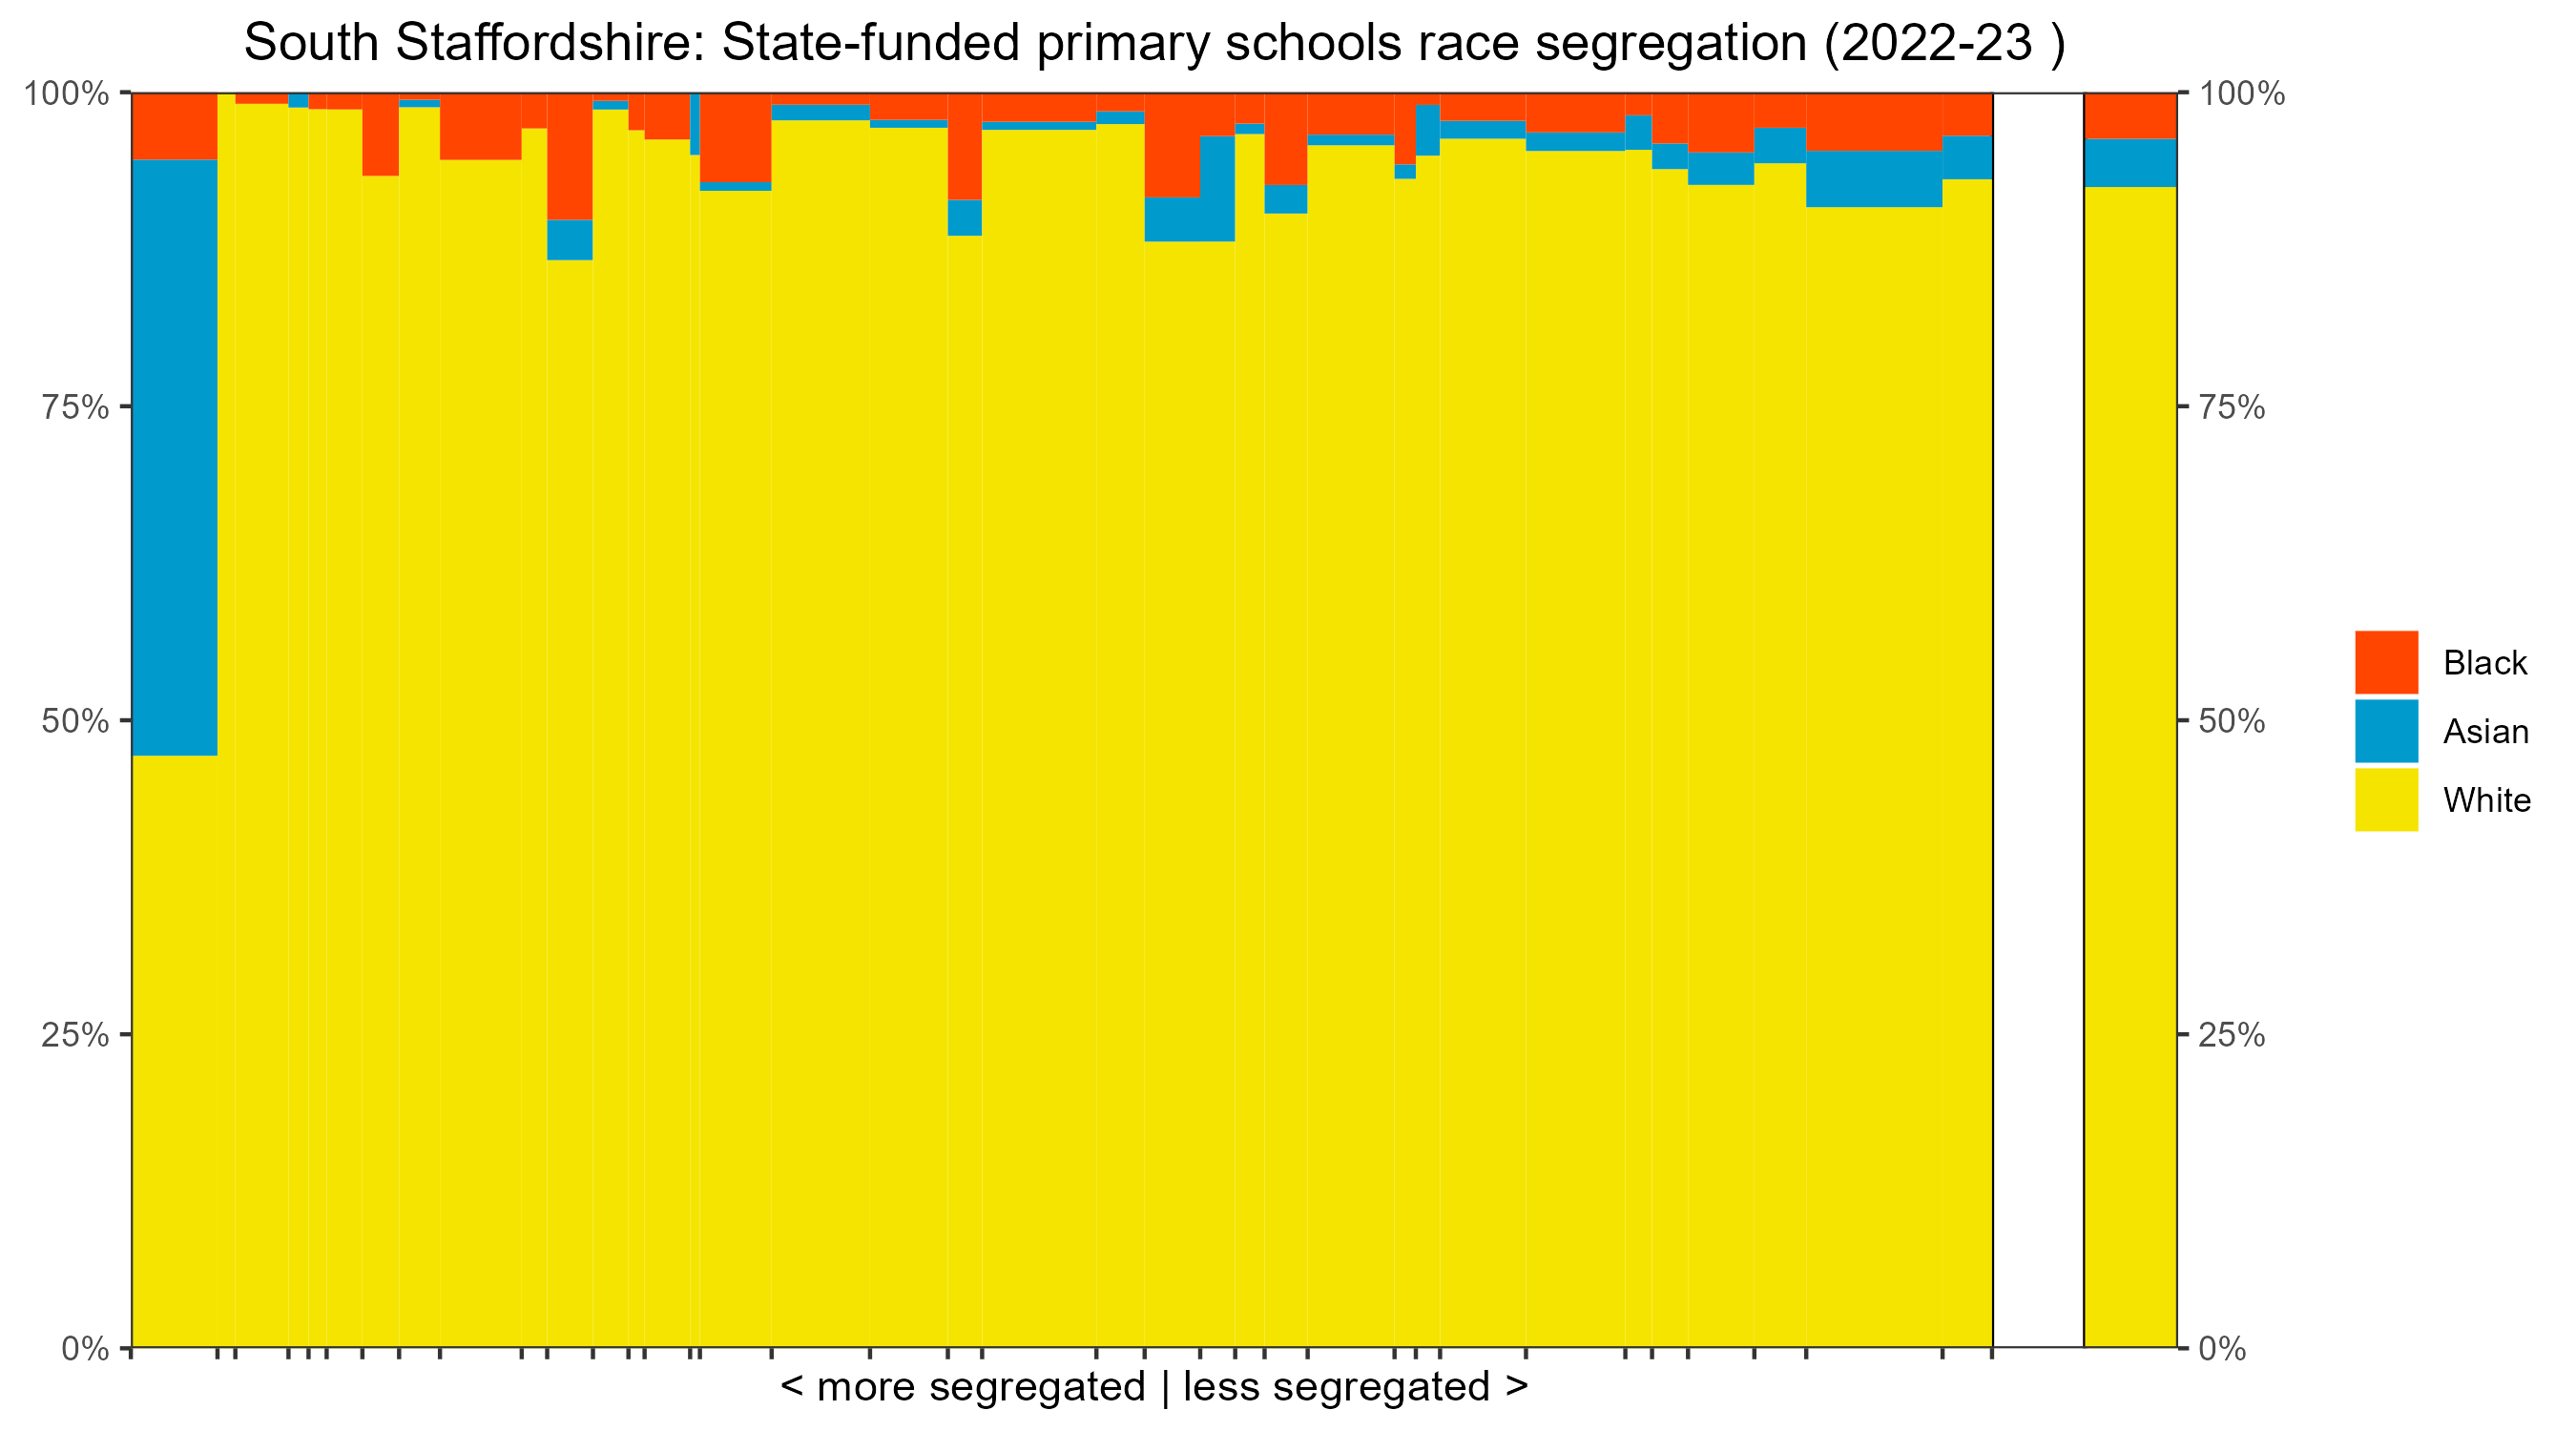 South Staffordshire: State-funded primary schools race segregation (2022-23 )
100%
75%
50%
25%
0%
100%
75%
50%
25%
0%
Black
Asian
White
< more segregated | less segregated >